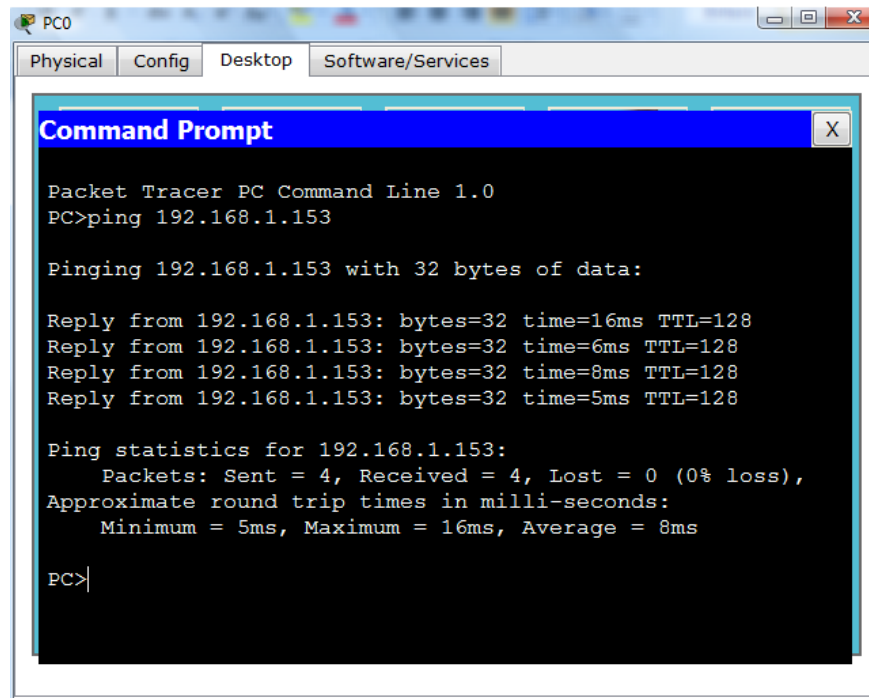 PC0
Physical Config Desktop Software/Services
Command Prompt X
Packet Tracer PC Command Line 1.0
PC>ping 192.168.1.153
Pinging 192.168.1.153 with 32 bytes of data:
Reply from 192.168.1.153: bytes=32 time=16ms TTL=128
Reply from 192.168.1.153: bytes=32 time=6ms TTL=128
Reply from 192.168.1.153: bytes=32 time=8ms TTL=128
Reply from 192.168.1.153: bytes=32 time=5ms TTL=128
Ping statistics for 192.168.1.153:
Packets: Sent = 4, Received = 4, Lost = 0 (0% loss),
Approximate round trip times in milli-seconds:
Minimum = 5ms, Maximum = 16ms, Average = 8ms
PC>